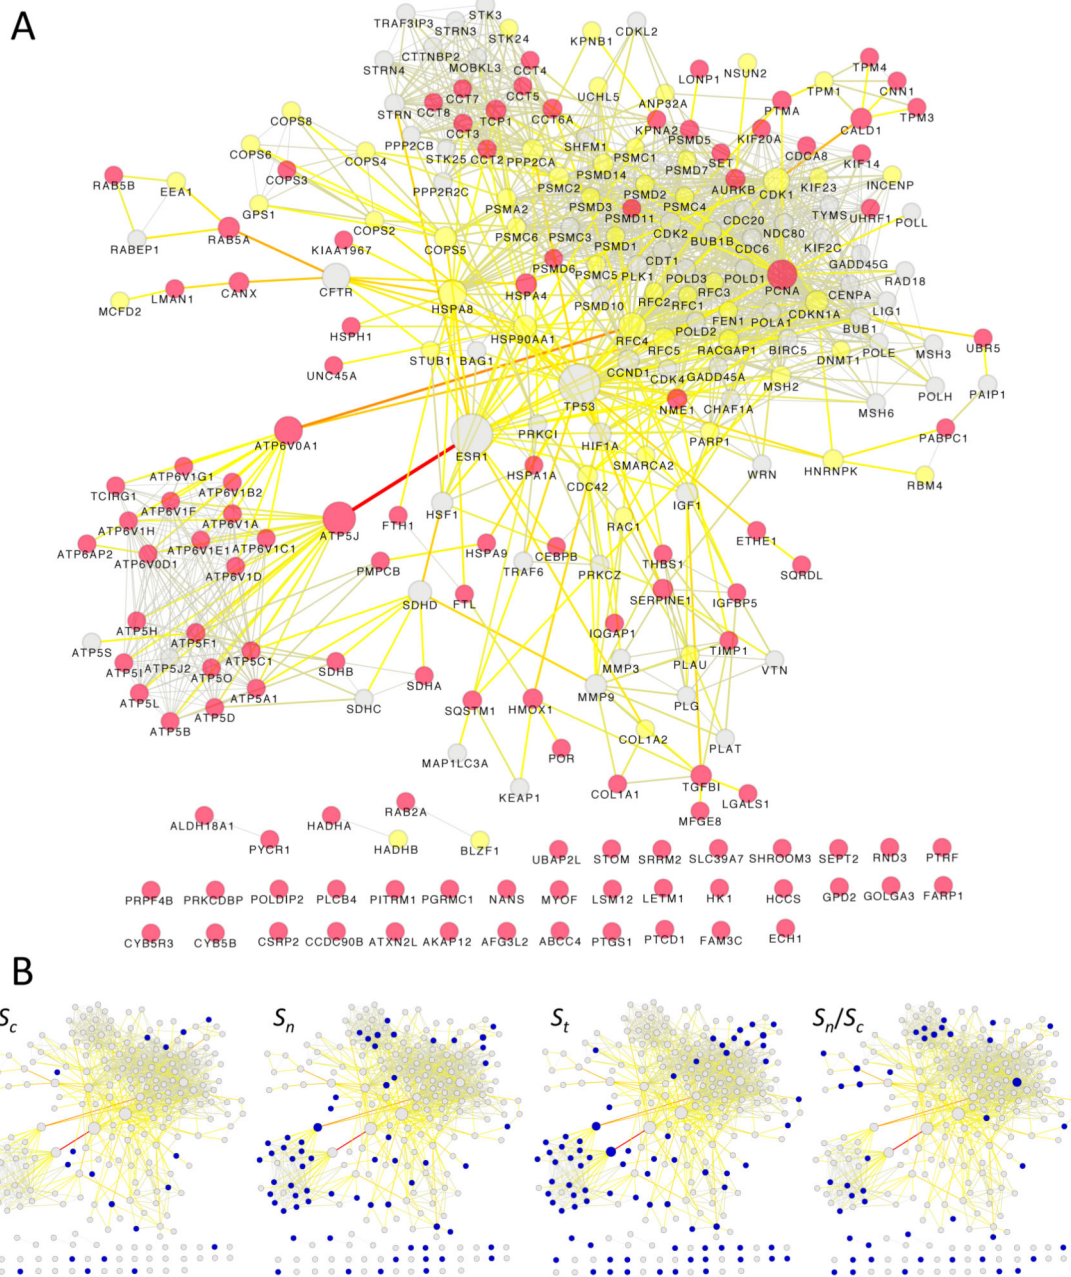 A
TRAF3IP3
STK3
STRN3
STK24
KPNB1
CDKL2
CTTNBP2
MOBKL3
STRN4
CCT4
LONP1
NSUN2
TPM4
CCT7
CCT5
UCHL5
ANP32A
PTMA
TPM1
CNN1
STRN
CCT8
TCP1
CCT6A
KPNA2
PSMD5
KIF20A
CALD1
TPM3
COPS8
CCT3
PPP2CB
SHFM1
COPS6
COPS4
STK25
CCT2
PPP2CA
PSMC1
PSMD7
SET
CDCA8
KIF14
COPS3
PSMD14
RAB5B
EEA1
PPP2R2C
PSMC2
PSMD2
AURKB
CDK1
KIF23
INCENP
GPS1
PSMA2
PSMD3
PSMC4
PSMD11
TYMS
UHRF1
POLL
COPS2
CDC20
RABEP1
RAB5A
KIAA1967
COPS5
PSMC6
PSMC3
PSMD1
CDK2
BUB1B
NDC80
CDC6
KIF2C
CDT1
GADD45G
PSMD6
PSMC5
PLK1
POLD3
POLD1
PCNA
RAD18
LMAN1
CANX
CFTR
HSPA4
RFC3
CENPA
MCFD2
HSPA8
PSMD10
RFC2
RFC1
CDKN1A
LIG1
FEN1
POLA1
BUB1
HSPH1
HSP90AA1
RFC4
POLD2
STUB1
BAG1
RFC5
RACGAP1
BIRC5
POLE
MSH3
UBR5
UNC45A
CCND1
CDK4
GADD45A
DNMT1
MSH2
POLH
PAIP1
TP53
NME1
CHAF1A
MSH6
ATP6V0A1
PRKCI
HIF1A
PARP1
PABPC1
ESR1
SMARCA2
HNRNPK
ATP6V1G1
HSPA1A
WRN
RBM4
TCIRG1
ATP6V1B2
CDC42
ATP6V1F
HSF1
IGF1
ATP6V1H
ATP6V1A
ATP5J
FTH1
RAC1
ATP6AP2
ATP6V1E1
ATP6V1C1
HSPA9
CEBPB
ETHE1
ATP6V0D1
THBS1
ATP6V1D
PMPCB
TRAF6
PRKCZ
SQRDL
SDHD
FTL
SERPINE1
IGFBP5
ATP5H
IQGAP1
ATP5S
ATP5F1
TIMP1
ATP5I
ATP5J2
ATP5C1
MMP3
PLAU
VTN
ATP5O
SDHB
SDHA
MMP9
ATP5L
ATP5A1
SDHC
PLG
ATP5D
SQSTM1
HMOX1
ATP5B
COL1A2
PLAT
MAP1LC3A
POR
KEAP1
COL1A1
TGFBI
LGALS1
RAB2A
MFGE8
ALDH18A1
HADHA
PYCR1
HADHB
BLZF1
UBAP2L
STOM
SRRM2
SLC39A7
SHROOM3
SEPT2
RND3
PTRF
PRPF4B
PRKCDBP
POLDIP2
PLCB4
PITRM1
PGRMC1
NANS
MYOF
LSM12
LETM1
HK1
HCCS
GPD2
GOLGA3
FARP1
CYB5R3
CYB5B
CSRP2
CCDC90B
ATXN2L
AKAP12
AFG3L2
ABCC4
PTGS1
PTCD1
FAM3C
ECH1
B
Sc
Sn
St
Sn/Sc